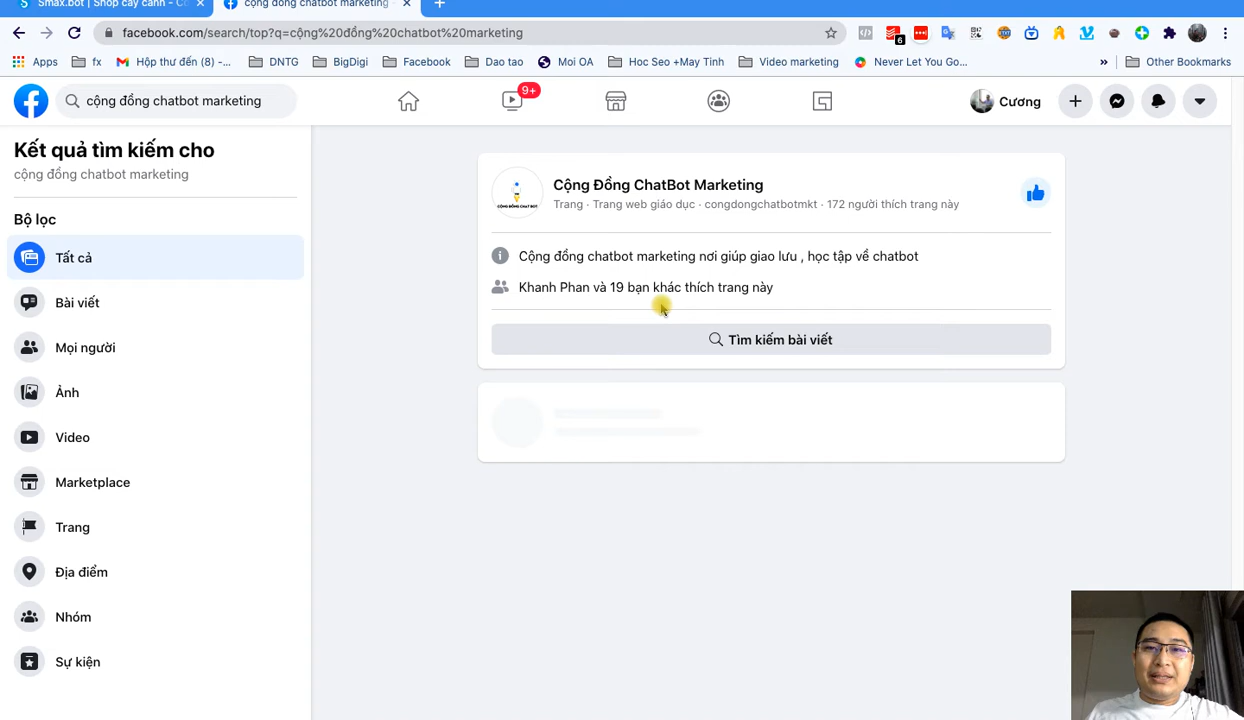 Smax.bot | Shop cây cảnh - C
cộng đồng chatbot marketing
facebook.com/search/top?q=cộng%20đồng%20chatbot%20marketing
6
Apps
fx
Hộp thư đến (8) -...
DNTG
BigDigi
Facebook
Dao tao
Moi OA
Hoc Seo +May Tinh
Video marketing
Never Let You Go...
»
Other Bookmarks
cộng đồng chatbot marketing
9+
Cương
Kết quả tìm kiếm cho
cộng đồng chatbot marketing
Bộ lọc
Tất cả
Bài viết
Mọi người
Ảnh
Video
Marketplace
Trang
Địa điểm
Nhóm
Sự kiện
Cộng Đồng ChatBot Marketing
Trang · Trang web giáo dục · congdongchatbotmkt · 172 người thích trang này
CỘNG ĐỒNG CHAT BOT
Cộng đồng chatbot marketing nơi giúp giao lưu , học tập về chatbot
Khanh Phan và 19 bạn khác thích trang này
Tìm kiếm bài viết